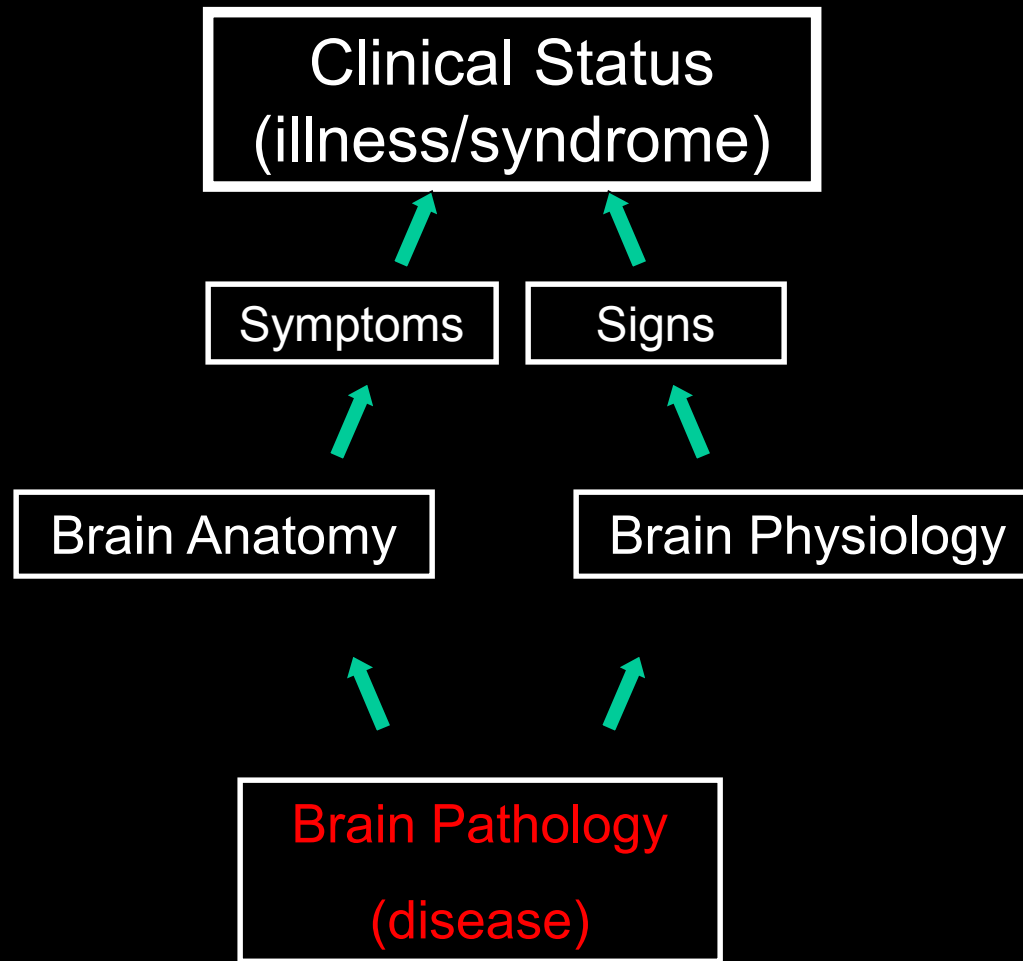 Clinical Status
(illness/syndrome)
Symptoms
Signs
Brain Anatomy
Brain Physiology
Brain Pathology
(disease)